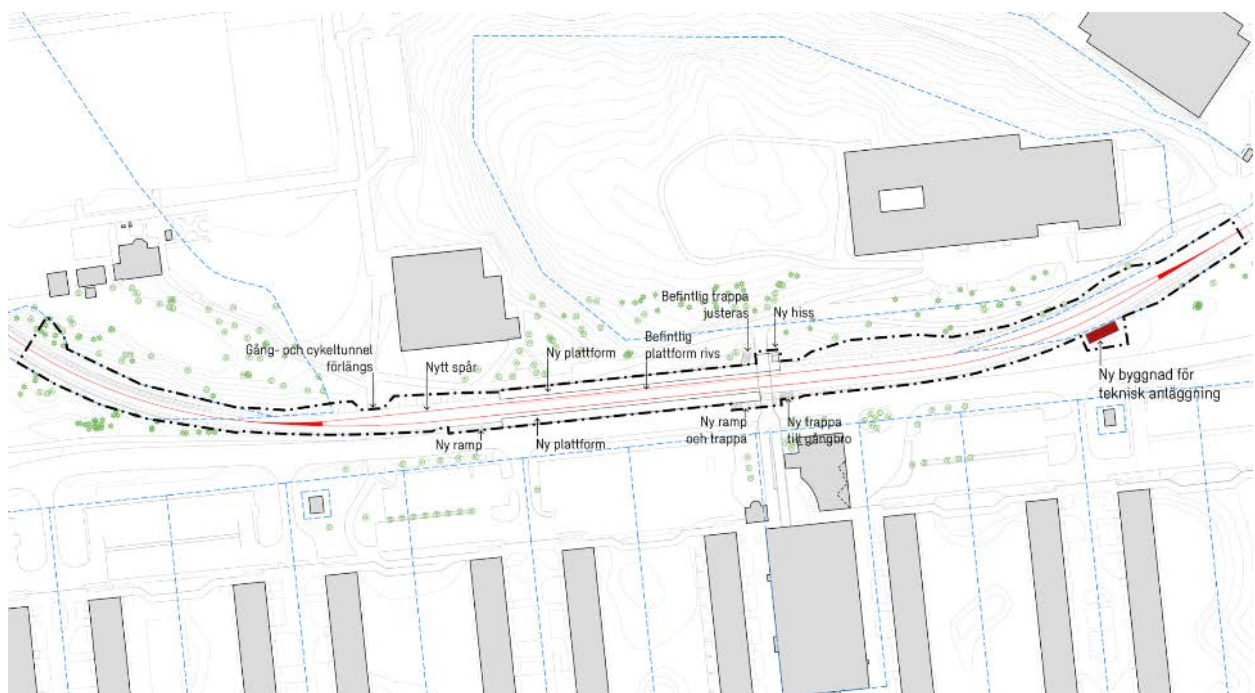 Befintlig trappa
justeras
Ny hiss
Gång- och cykeltunnel
förlängs
Nytt spår
Ny plattform
Befintlig
plattform rivs
Ny byggnad för
teknisk anläggning
Ny ramp
Ny plattform
Ny ramp
och trappa
Ny trappa
till gångbro